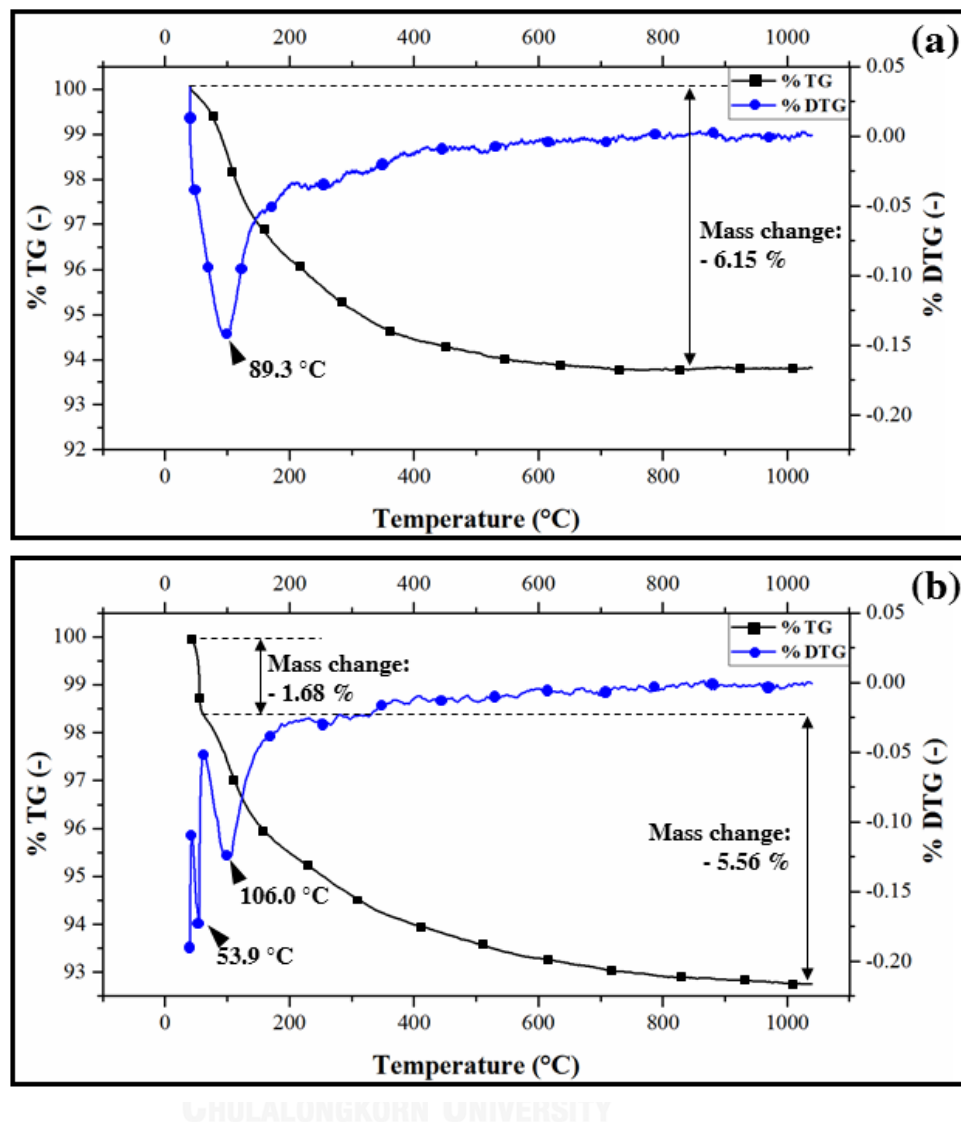 0 200 400 600 800 1000
(a)
% TG
% DTG
100
99
98
97
96
95
94
93
92
% TG (-)
0.05
0.00
-0.05
-0.10
-0.15
-0.20
% DTG (-)
Mass change:
- 6.15 %
89.3 °C
0 200 400 600 800 1000
Temperature (°C)
0 200 400 600 800 1000
(b)
% TG
% DTG
100
99
98
97
96
95
94
93
% TG (-)
0.05
0.00
-0.05
-0.10
-0.15
-0.20
% DTG (-)
Mass change:
- 1.68 %
Mass change:
- 5.56 %
106.0 °C
53.9 °C
0 200 400 600 800 1000
Temperature (°C)
CHULALONGKORN UNIVERSITY